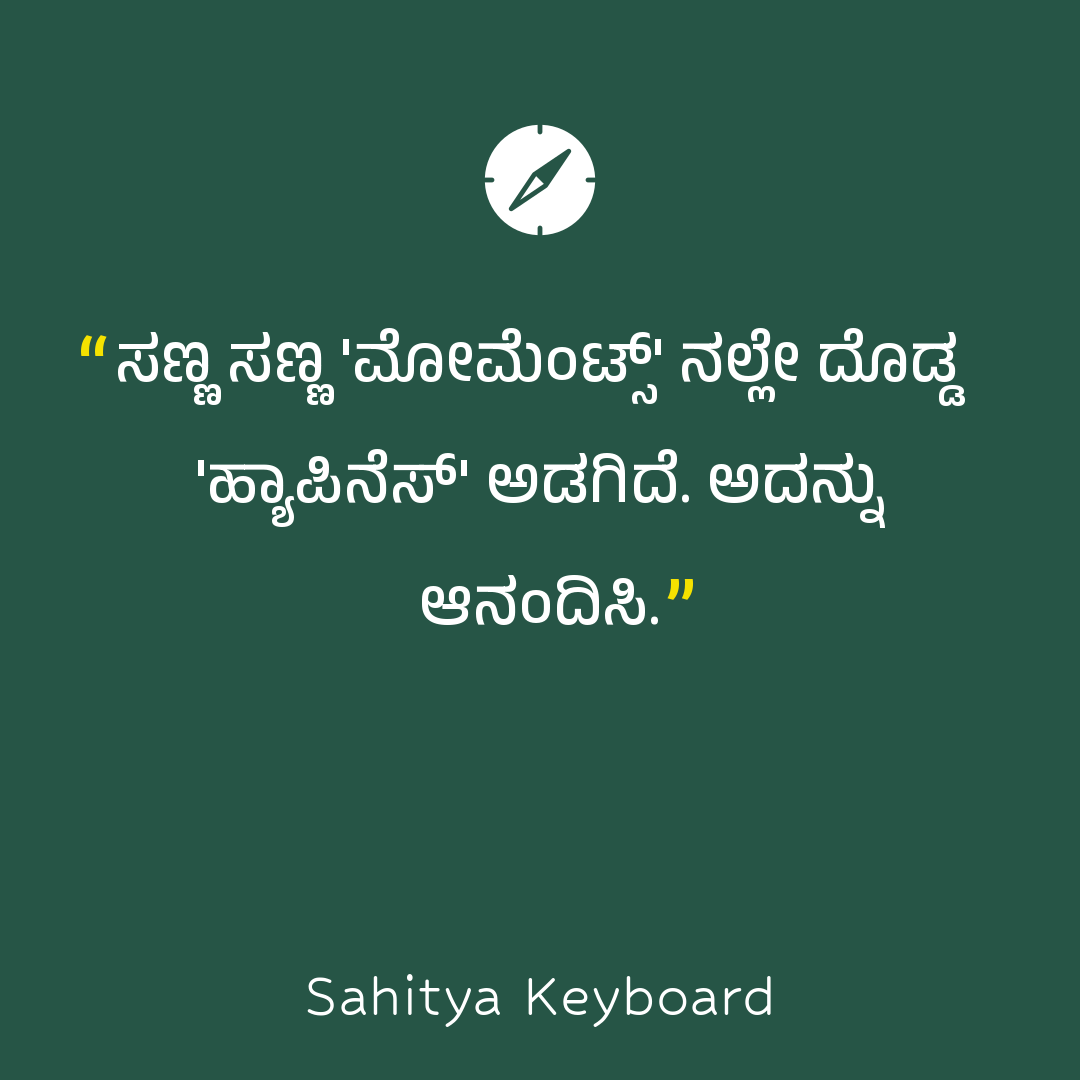 “ಸಣ್ಣ ಸಣ್ಣ 'ಮೋಮೆಂಟ್ಸ್' ನಲ್ಲೇ ದೊಡ್ಡ
'ಹ್ಯಾಪಿನೆಸ್' ಅಡಗಿದೆ. ಅದನ್ನು
ಆನಂದಿಸಿ.”
Sahitya Keyboard